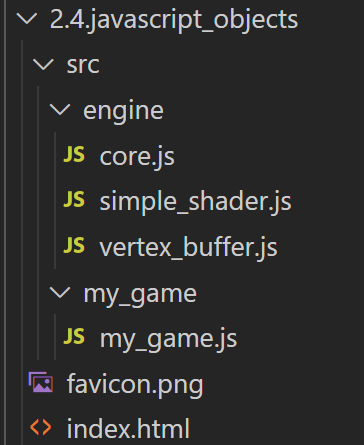 2.4.javascript_objects
src
engine
JS core.js
JS simple_shader.js
JS vertex_buffer.js
my_game
JS my_game.js
favicon.png
index.html